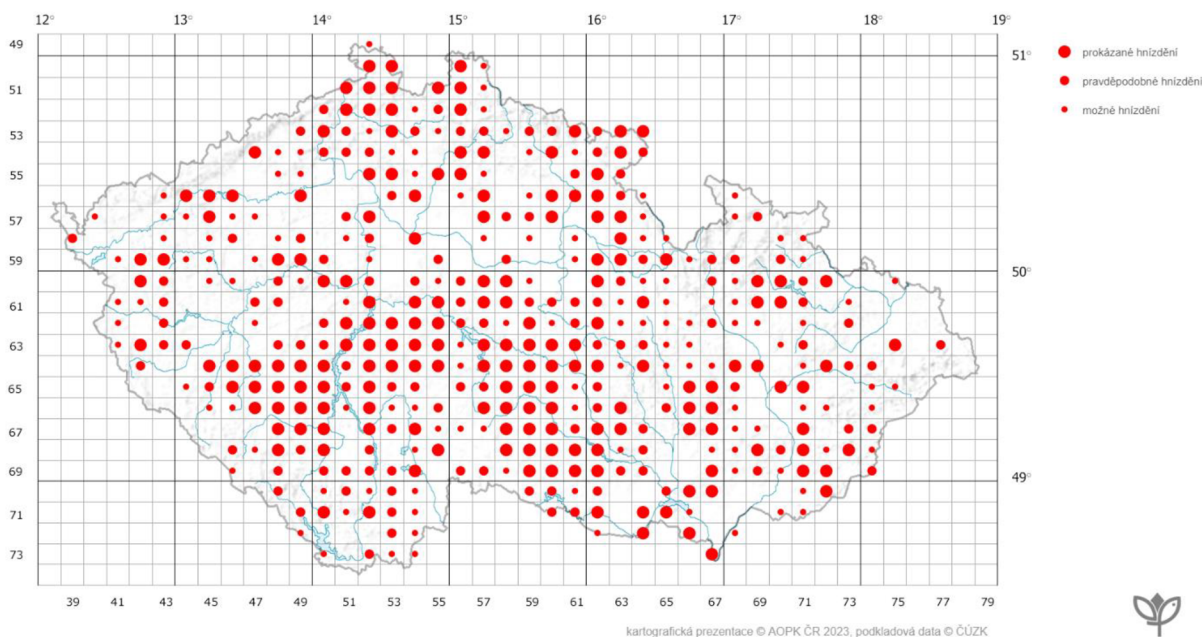 12° 13° 14° 15° 16° 17° 18° 19°
49
51° prokázané hnízdění
51 pravděpodobné hnízdění
možné hnízdění
53
55
57
59
50°
61
63
65
67
69
49°
71
73
39 41 43 45 47 49 51 53 55 57 59 61 63 65 67 69 71 73 75 77 79
kartografická prezentace © AOPK ČR 2023, podkladová data © ČÚZK